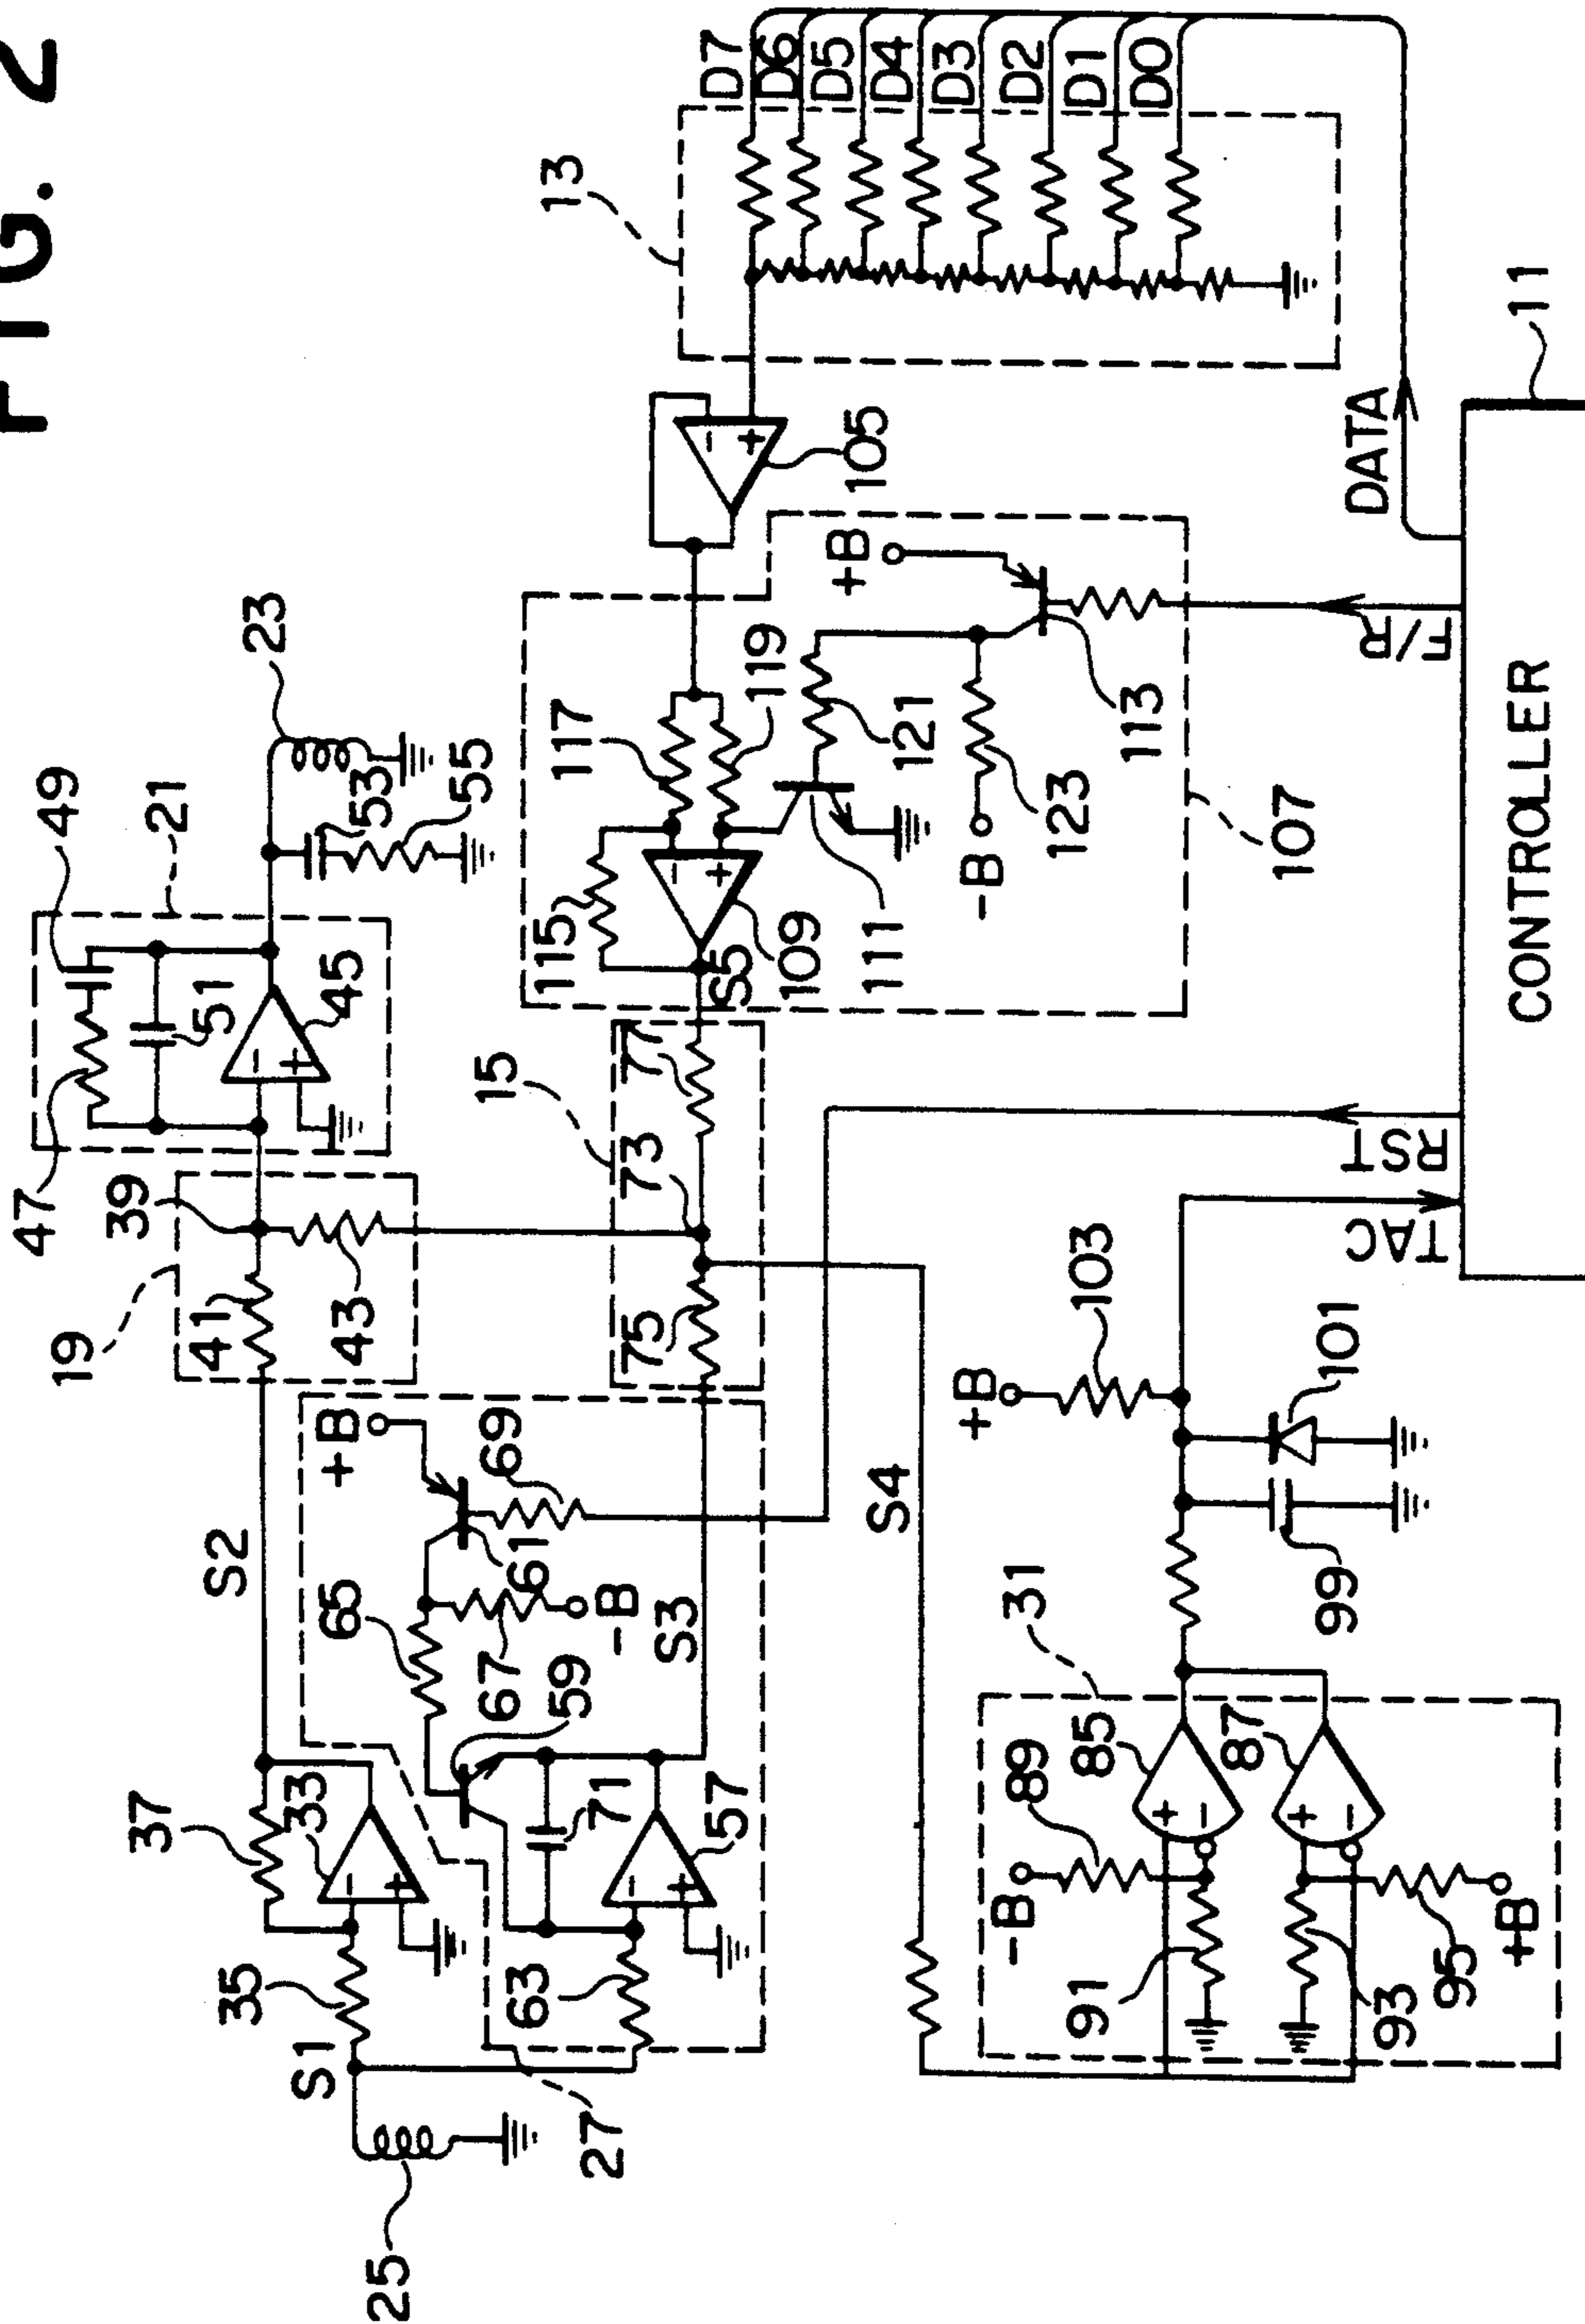 FIG. 2
47
49
39
21
23
19
41
43
51
45
53
55
S2
37
33
35
S1
25
27
+B
65
69
61
67
-B
59
71
57
63
S3
15
73
75
77
S5
115
117
119
109
111
121
123
-B
+B
113
107
105
13
D7
D6
D5
D4
D3
D2
D1
D0
S4
+B
103
101
99
31
89
85
87
-B
91
93
95
+B
TAC
RST
F/R
DATA
CONTROLLER
11
-
+
-
+
-
+
-
+
-
+
+
-
+
-